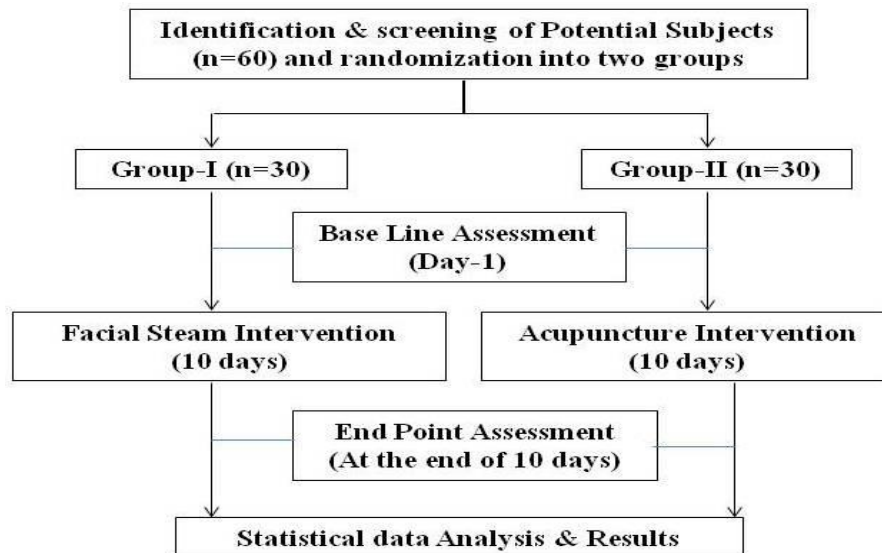 Identification & screening of Potential Subjects
(n=60) and randomization into two groups
Group-I (n=30)
Group-II (n=30)
Base Line Assessment
(Day-1)
Facial Steam Intervention
(10 days)
Acupuncture Intervention
(10 days)
End Point Assessment
(At the end of 10 days)
Statistical data Analysis & Results